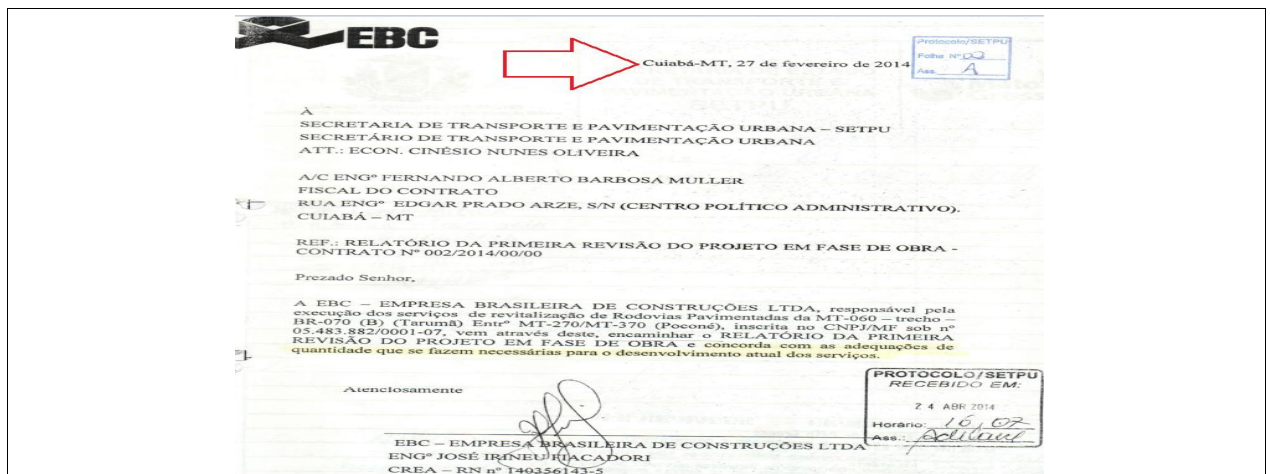 EBC
Protocolo/SETPU
Folha Nº 02
Ass. A
Cuiabá-MT, 27 de fevereiro de 2014
À
SECRETARIA DE TRANSPORTE E PAVIMENTAÇÃO URBANA – SETPU
SECRETÁRIO DE TRANSPORTE E PAVIMENTAÇÃO URBANA
ATT.: ECON. CINÉSIO NUNES OLIVEIRA
A/C ENGº FERNANDO ALBERTO BARBOSA MULLER
FISCAL DO CONTRATO
RUA ENGº EDGAR PRADO ARZE, S/N (CENTRO POLÍTICO ADMINISTRATIVO).
CUIABÁ – MT
REF.: RELATÓRIO DA PRIMEIRA REVISÃO DO PROJETO EM FASE DE OBRA -
CONTRATO Nº 002/2014/00/00
Prezado Senhor,
A EBC – EMPRESA BRASILEIRA DE CONSTRUÇÕES LTDA, responsável pela
execução dos serviços de revitalização de Rodovias Pavimentadas da MT-060 – trecho –
BR-070 (B) (Tarumã) Entrº MT-270/MT-370 (Poconé), inscrita no CNPJ/MF sob nº
05.483.882/0001-07, vem através deste, encaminhar o RELATÓRIO DA PRIMEIRA
REVISÃO DO PROJETO EM FASE DE OBRA e concorda com as adequações de
quantidade que se fazem necessárias para o desenvolvimento atual dos serviços.
Atenciosamente
PROTOCOLO/SETPU
RECEBIDO EM:
24 ABR 2014
Horário: 16,07
Ass.: Adilane
EBC – EMPRESA BRASILEIRA DE CONSTRUÇÕES LTDA
ENGº JOSÉ IRINEU FIACADORI
CREA – RN nº 140356143-5